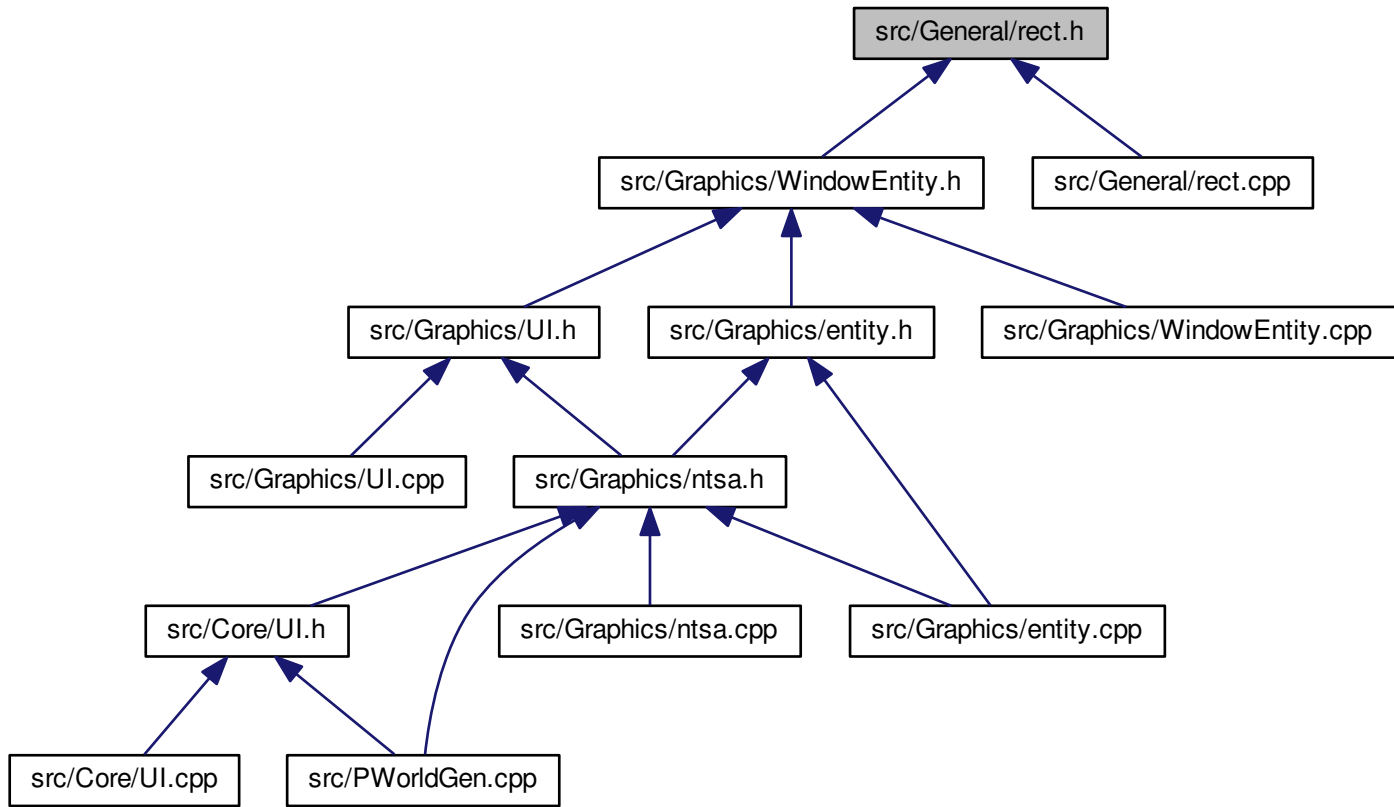 src/General/rect.h
src/Graphics/WindowEntity.h
src/General/rect.cpp
src/Graphics/UI.h
src/Graphics/entity.h
src/Graphics/WindowEntity.cpp
src/Graphics/UI.cpp
src/Graphics/ntsa.h
src/Core/UI.h
src/Graphics/ntsa.cpp
src/Graphics/entity.cpp
src/Core/UI.cpp
src/PWorldGen.cpp